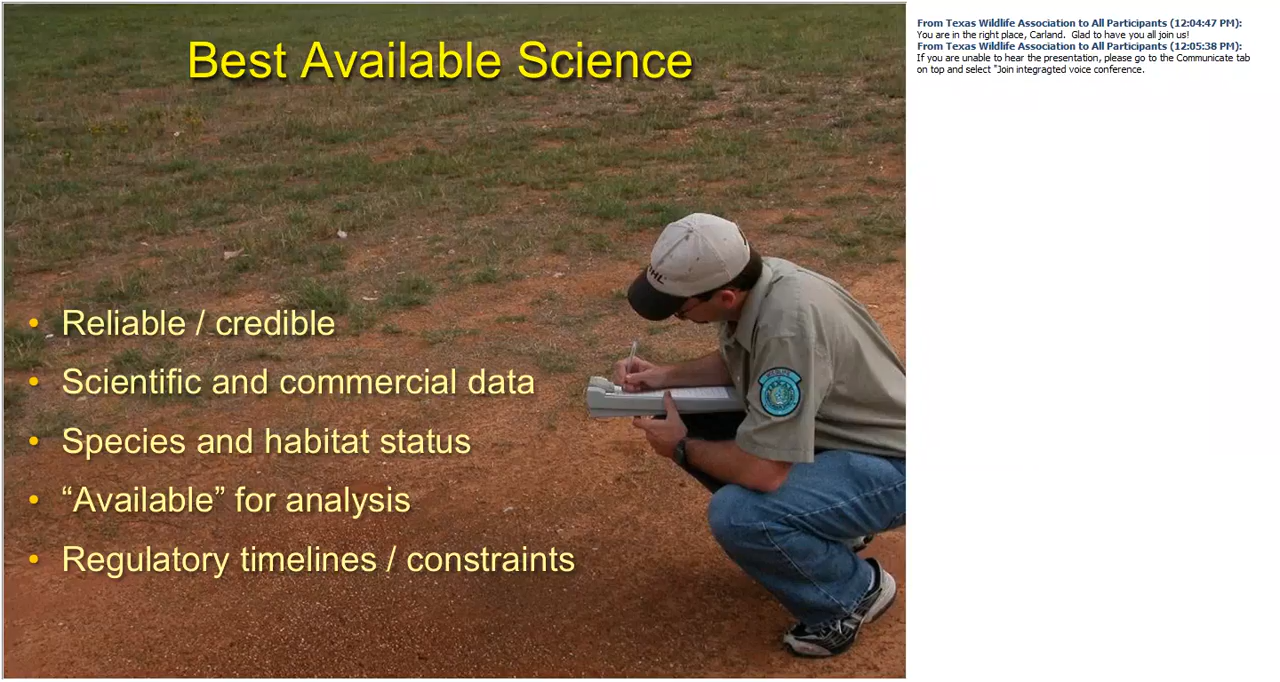 Best Available Science
• Reliable / credible
• Scientific and commercial data
• Species and habitat status
• “Available” for analysis
• Regulatory timelines / constraints
From Texas Wildlife Association to All Participants (12:04:47 PM):
You are in the right place, Carland.  Glad to have you all join us!
From Texas Wildlife Association to All Participants (12:05:38 PM):
If you are unable to hear the presentation, please go to the Communicate tab
on top and select "Join integragted voice conference.